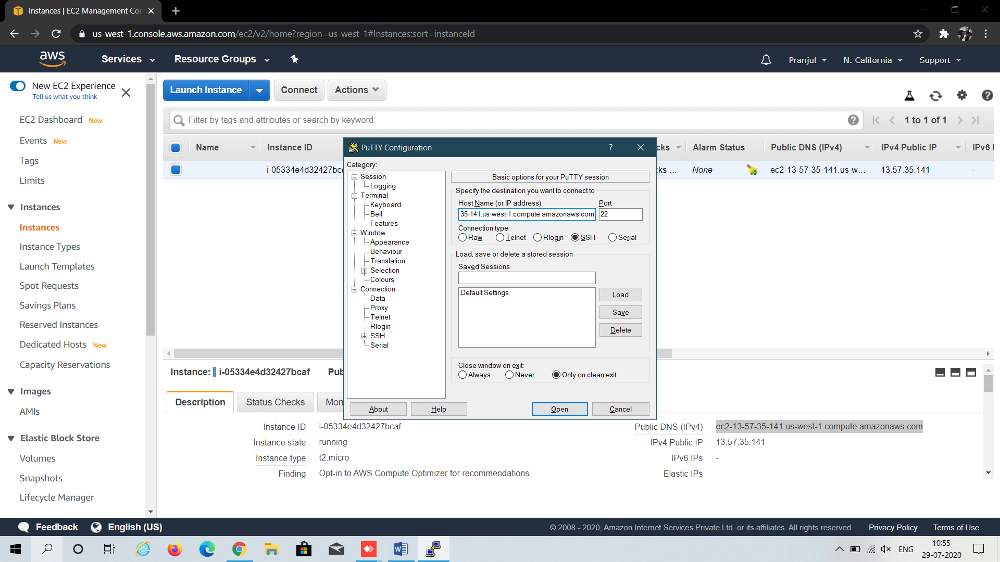 Instances | EC2 Management Con
us-west-1.console.aws.amazon.com/ec2/v2/home?region=us-west-1#Instances:sort=instanceId
aws
Services
Resource Groups
Pranjul
N. California
Support
New EC2 Experience
Tell us what you think
EC2 Dashboard New
Events New
Tags
Limits
Instances
Instances
Instance Types
Launch Templates
Spot Requests
Savings Plans
Reserved Instances
Dedicated Hosts New
Capacity Reservations
Images
AMIs
Elastic Block Store
Volumes
Snapshots
Lifecycle Manager
Launch Instance
Connect
Actions
Filter by tags and attributes or search by keyword
1 to 1 of 1
Name
Instance ID
cks
Alarm Status
Public DNS (IPv4)
IPv4 Public IP
IPv6 I
i-05334e4d32427bca
cks ...
None
ec2-13-57-35-141.us-w...
13.57.35.141
-
PuTTY Configuration
?
Category:
Session
Logging
Terminal
Keyboard
Bell
Features
Window
Appearance
Behaviour
Translation
Selection
Colours
Connection
Data
Proxy
Telnet
Rlogin
SSH
Serial
Basic options for your PuTTY session
Specify the destination you want to connect to
Host Name (or IP address)
Port
35-141.us-west-1.compute.amazonaws.com
22
Connection type:
Raw
Telnet
Rlogin
SSH
Serial
Load, save or delete a stored session
Saved Sessions
Default Settings
Load
Save
Delete
Close window on exit:
Always
Never
Only on clean exit
About
Help
Open
Cancel
Instance: i-05334e4d32427bcaf
Pub
Description
Status Checks
Mon
Instance ID i-05334e4d32427bcaf
Instance state running
Instance type t2.micro
Finding Opt-in to AWS Compute Optimizer for recommendations.
Public DNS (IPv4) ec2-13-57-35-141.us-west-1.compute.amazonaws.com
IPv4 Public IP 13.57.35.141
IPv6 IPs -
Elastic IPs
Feedback
English (US)
© 2008 - 2020, Amazon Internet Services Private Ltd. or its affiliates. All rights reserved.
Privacy Policy
Terms of Use
ENG
10:55
29-07-2020